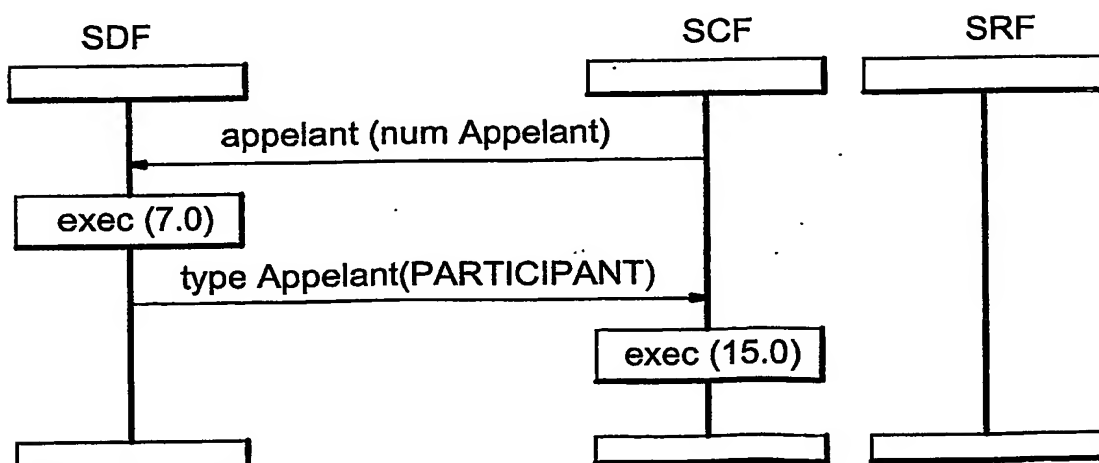 SDF
SCF
SRF
appelant (num Appelant)
exec (7.0)
type Appelant(PARTICIPANT)
exec (15.0)